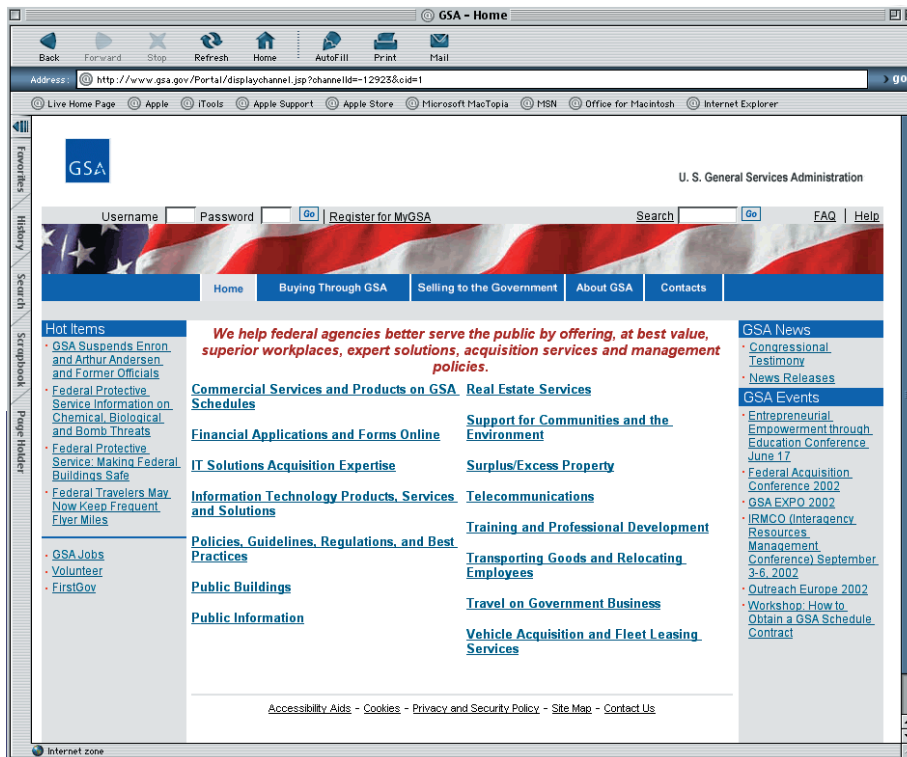 GSA – Home
Back Forward Stop Refresh Home AutoFill Print Mail
Address: http://www.gsa.gov/Portal/displaychannel.jsp?channelId=-12923&cid=1 go
Live Home Page Apple iTools Apple Support Apple Store Microsoft MacTopia MSN Office for Macintosh Internet Explorer
Favorites
History
Search
Scrapbook
Page Holder
GSA
U. S. General Services Administration
Username Password Go | Register for MyGSA Search Go FAQ | Help
Home Buying Through GSA Selling to the Government About GSA Contacts
Hot Items
· GSA Suspends Enron
and Arthur Andersen
and Former Officials
· Federal Protective
Service Information on
Chemical, Biological
and Bomb Threats
· Federal Protective
Service: Making Federal
Buildings Safe
· Federal Travelers May
Now Keep Frequent
Flyer Miles
· GSA Jobs
· Volunteer
· FirstGov
We help federal agencies better serve the public by offering, at best value,
superior workplaces, expert solutions, acquisition services and management
policies.
Commercial Services and Products on GSA
Schedules
Financial Applications and Forms Online
IT Solutions Acquisition Expertise
Information Technology Products, Services
and Solutions
Policies, Guidelines, Regulations, and Best
Practices
Public Buildings
Public Information
Real Estate Services
Support for Communities and the
Environment
Surplus/Excess Property
Telecommunications
Training and Professional Development
Transporting Goods and Relocating
Employees
Travel on Government Business
Vehicle Acquisition and Fleet Leasing
Services
GSA News
· Congressional
Testimony
· News Releases
GSA Events
· Entrepreneurial
Empowerment through
Education Conference
June 17
· Federal Acquisition
Conference 2002
· GSA EXPO 2002
· IRMCO (Interagency
Resources
Management
Conference) September
3-6, 2002
· Outreach Europe 2002
· Workshop: How to
Obtain a GSA Schedule
Contract
Accessibility Aids - Cookies - Privacy and Security Policy - Site Map - Contact Us
Internet zone